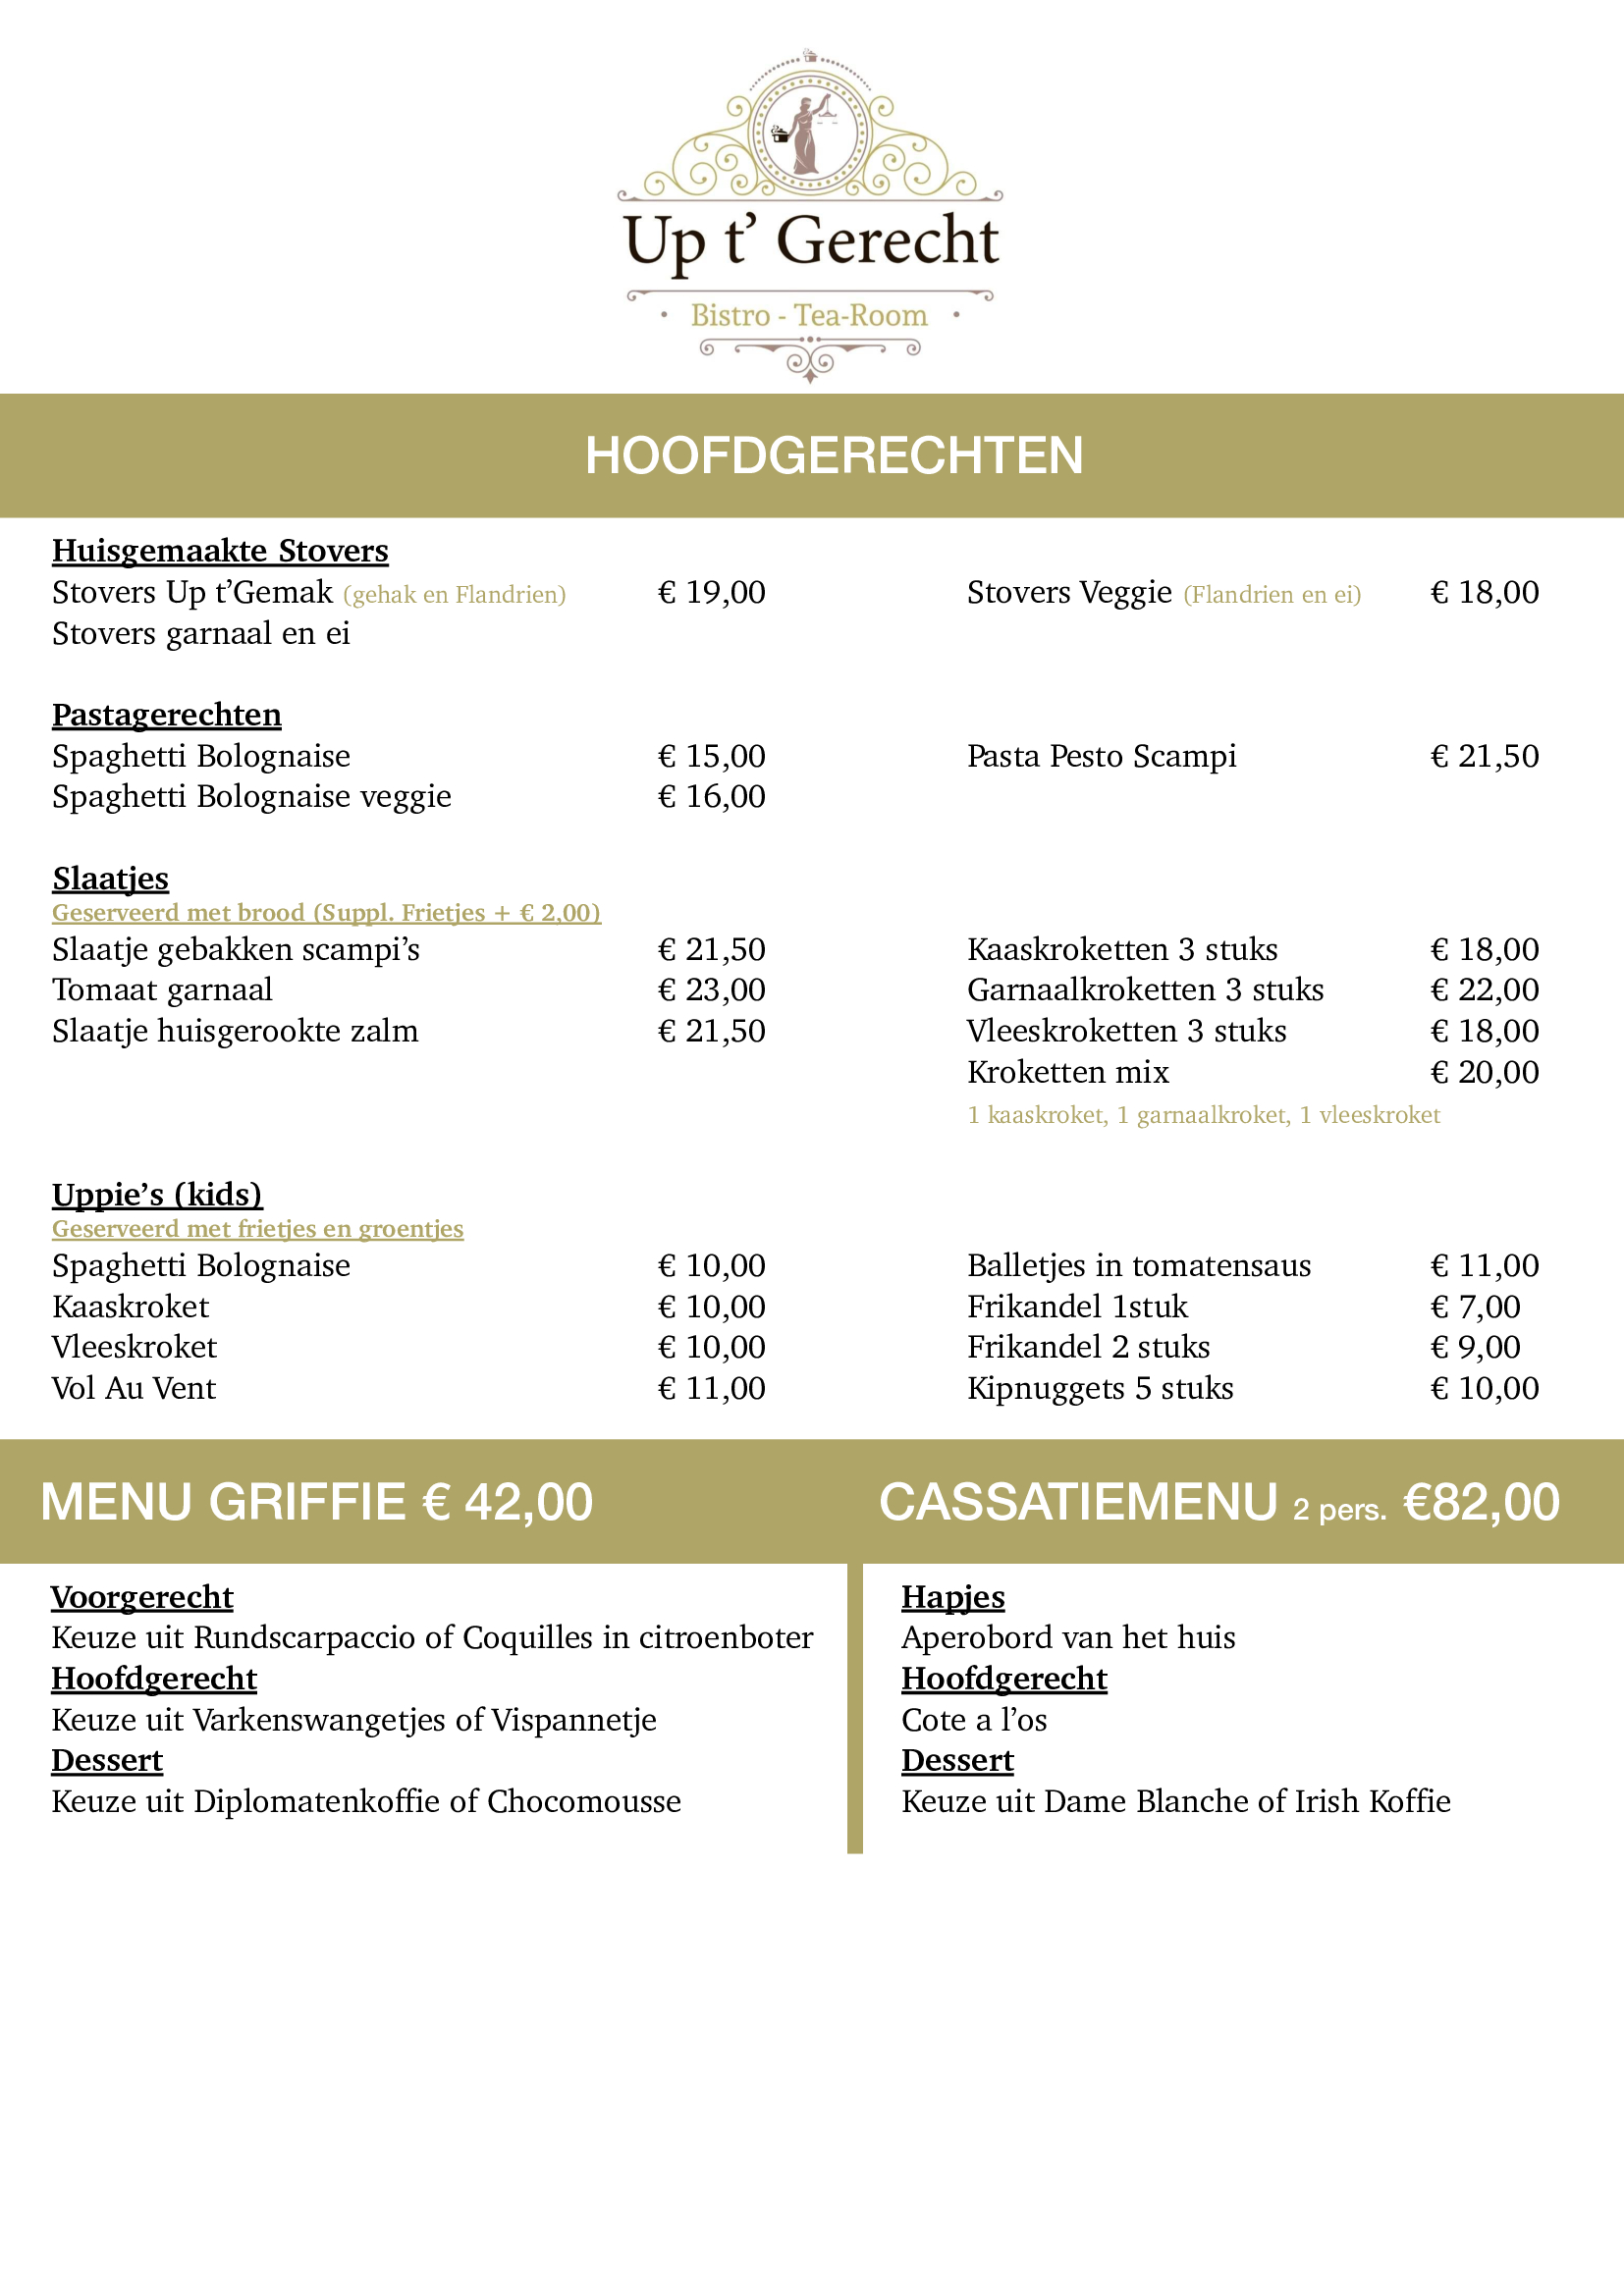 Up t’ Gerecht
Bistro - Tea-Room
HOOFDGERECHTEN
Huisgemaakte Stovers
Stovers Up t’Gemak (gehak en Flandrien) € 19,00 Stovers Veggie (Flandrien en ei) € 18,00
Stovers garnaal en ei
Pastagerechten
Spaghetti Bolognaise € 15,00 Pasta Pesto Scampi € 21,50
Spaghetti Bolognaise veggie € 16,00
Slaatjes
Geserveerd met brood (Suppl. Frietjes + € 2,00)
Slaatje gebakken scampi’s € 21,50 Kaaskroketten 3 stuks € 18,00
Tomaat garnaal € 23,00 Garnaalkroketten 3 stuks € 22,00
Slaatje huisgerookte zalm € 21,50 Vleeskroketten 3 stuks € 18,00
Kroketten mix € 20,00
1 kaaskroket, 1 garnaalkroket, 1 vleeskroket
Uppie’s (kids)
Geserveerd met frietjes en groentjes
Spaghetti Bolognaise € 10,00 Balletjes in tomatensaus € 11,00
Kaaskroket € 10,00 Frikandel 1stuk € 7,00
Vleeskroket € 10,00 Frikandel 2 stuks € 9,00
Vol Au Vent € 11,00 Kipnuggets 5 stuks € 10,00
MENU GRIFFIE € 42,00
Voorgerecht
Keuze uit Rundscarpaccio of Coquilles in citroenboter
Hoofdgerecht
Keuze uit Varkenswangetjes of Vispannetje
Dessert
Keuze uit Diplomatenkoffie of Chocomousse
CASSATIEMENU 2 pers. €82,00
Hapjes
Aperobord van het huis
Hoofdgerecht
Cote a l’os
Dessert
Keuze uit Dame Blanche of Irish Koffie